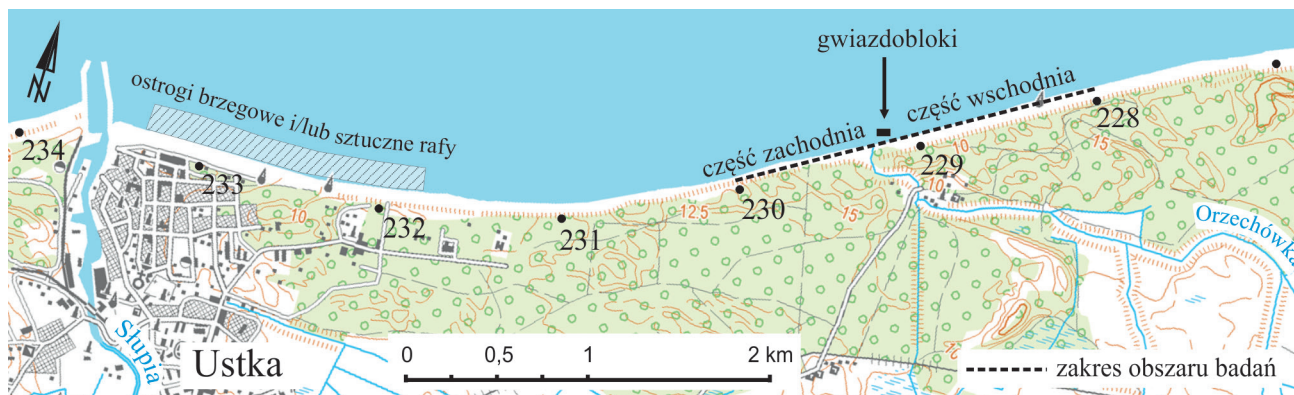 gwiazdobloki
N
ostrogi brzegowe i/lub sztuczne rafy
część wschodnia
część zachodnia
234
233
232
231
230
229
228
10
12.5
15
10
10
15
Orzechówka
Słupia
Ustka
0 0,5 1 2 km
zakres obszaru badań